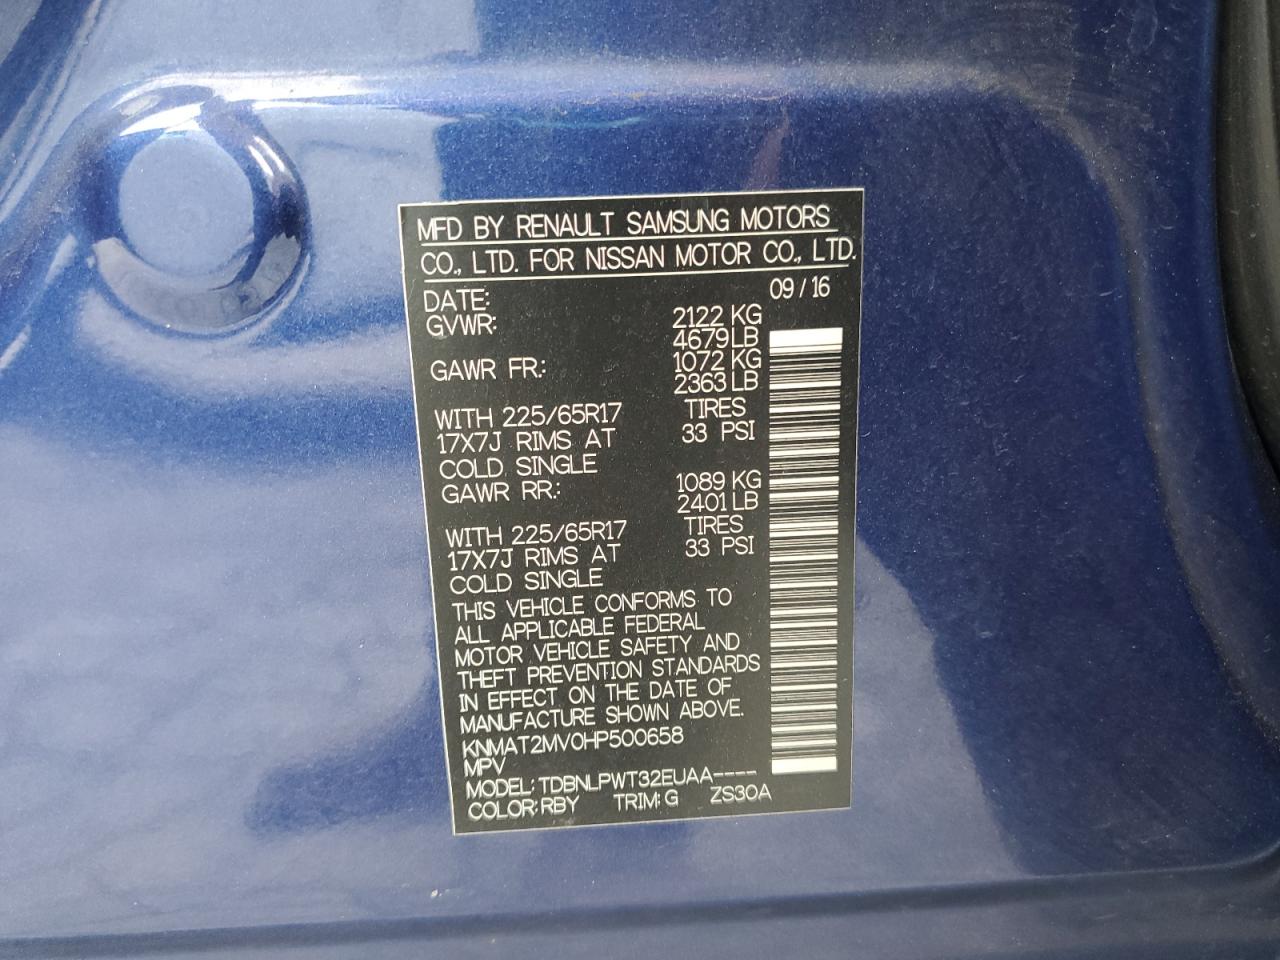 MFD BY RENAULT SAMSUNG MOTORS
CO., LTD. FOR NISSAN MOTOR CO., LTD.
DATE: 09 / 16
GVWR: 2122 KG
4679 LB
GAWR FR: 1072 KG
2363 LB
WITH 225/65R17 TIRES
17X7J RIMS AT 33 PSI
COLD SINGLE
GAWR RR: 1089 KG
2401 LB
WITH 225/65R17 TIRES
17X7J RIMS AT 33 PSI
COLD SINGLE
THIS VEHICLE CONFORMS TO
ALL APPLICABLE FEDERAL
MOTOR VEHICLE SAFETY AND
THEFT PREVENTION STANDARDS
IN EFFECT ON THE DATE OF
MANUFACTURE SHOWN ABOVE.
KNMAT2MV0HP500658
MPV
MODEL: TDBNLPWT32EUAA----
COLOR: RBY TRIM: G ZS30A